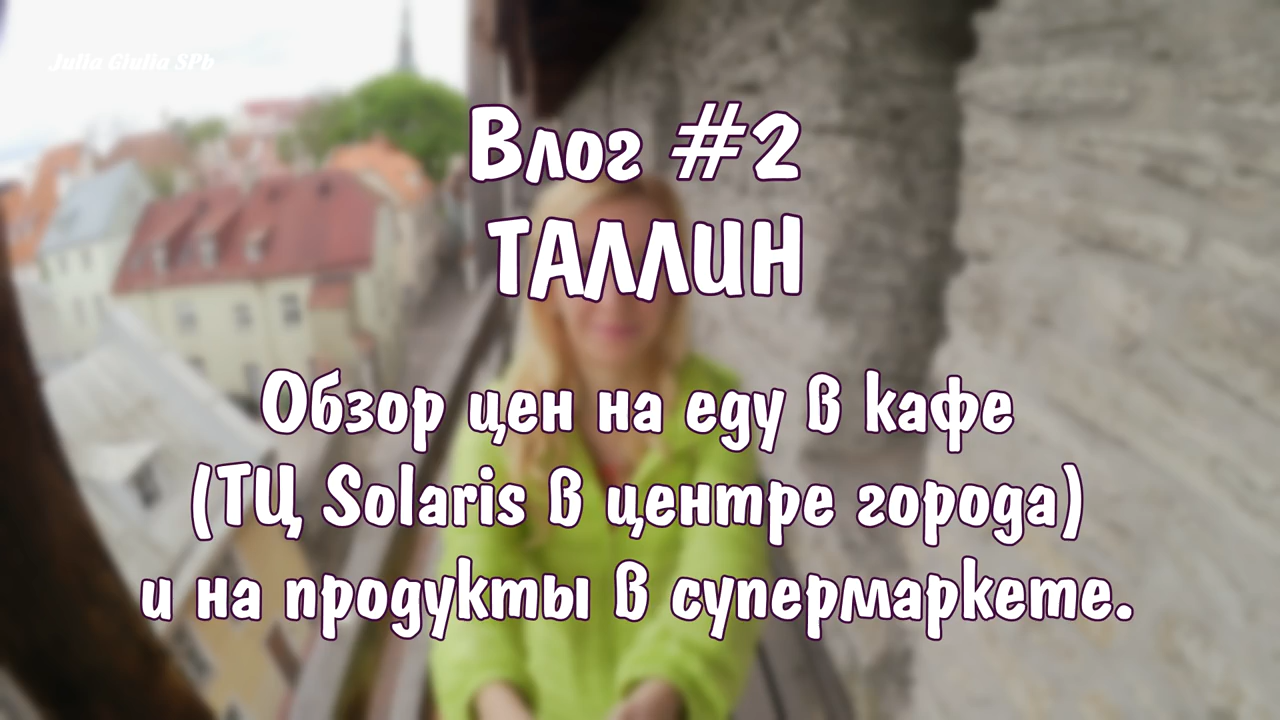 Julia Giulia SPb
Влог #2
ТАЛЛИН
Обзор цен на еду в кафе
(ТЦ Solaris в центре города)
и на продукты в супермаркете.